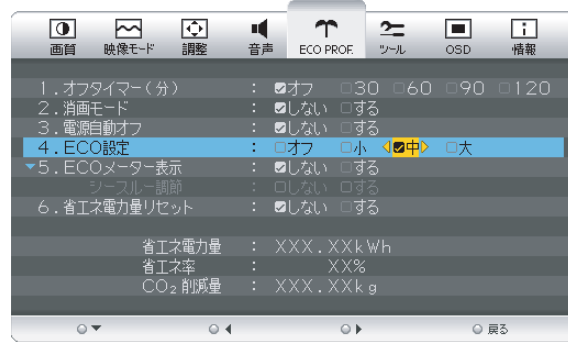 画質 映像モード 調整 音声 ECO PROF. ツール OSD 情報
1.オフタイマー(分) : オフ 30 60 90 120
2.消画モード : しない する
3.電源自動オフ : しない する
4.ECO設定 : オフ 小 中 大
5.ECOメーター表示 : しない する
シースルー調節 : しない する
6.省エネ電力量リセット : しない する
省エネ電力量 : XXX.XXkWh
省エネ率 : XX%
CO₂削減量 : XXX.XXkg
戻る